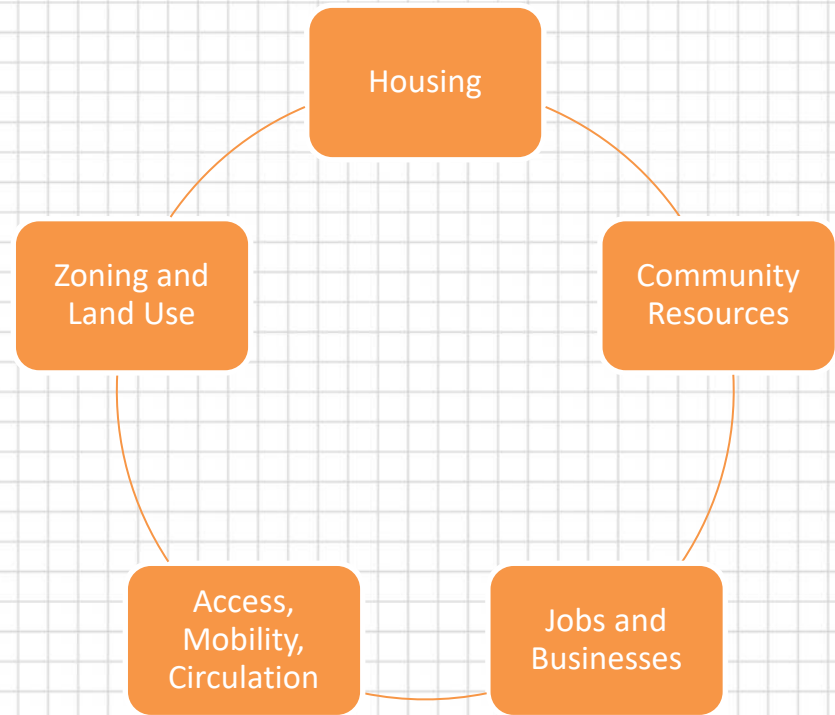 Housing
Zoning and
Land Use
Community
Resources
Access,
Mobility,
Circulation
Jobs and
Businesses